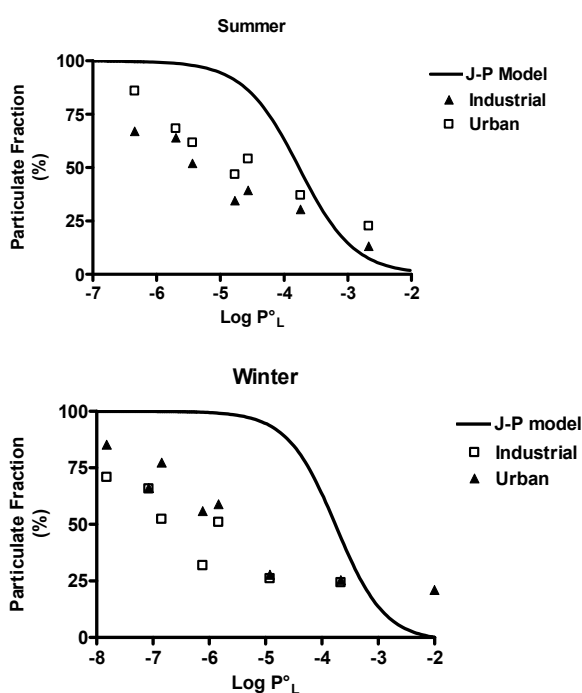 Summer
100
75
50
25
0
Particulate Fraction
(%)
-7 -6 -5 -4 -3 -2
Log P°L
J-P Model
Industrial
Urban
Winter
100
75
50
25
0
Particulate Fraction
(%)
-8 -7 -6 -5 -4 -3 -2
Log P°L
J-P model
Industrial
Urban